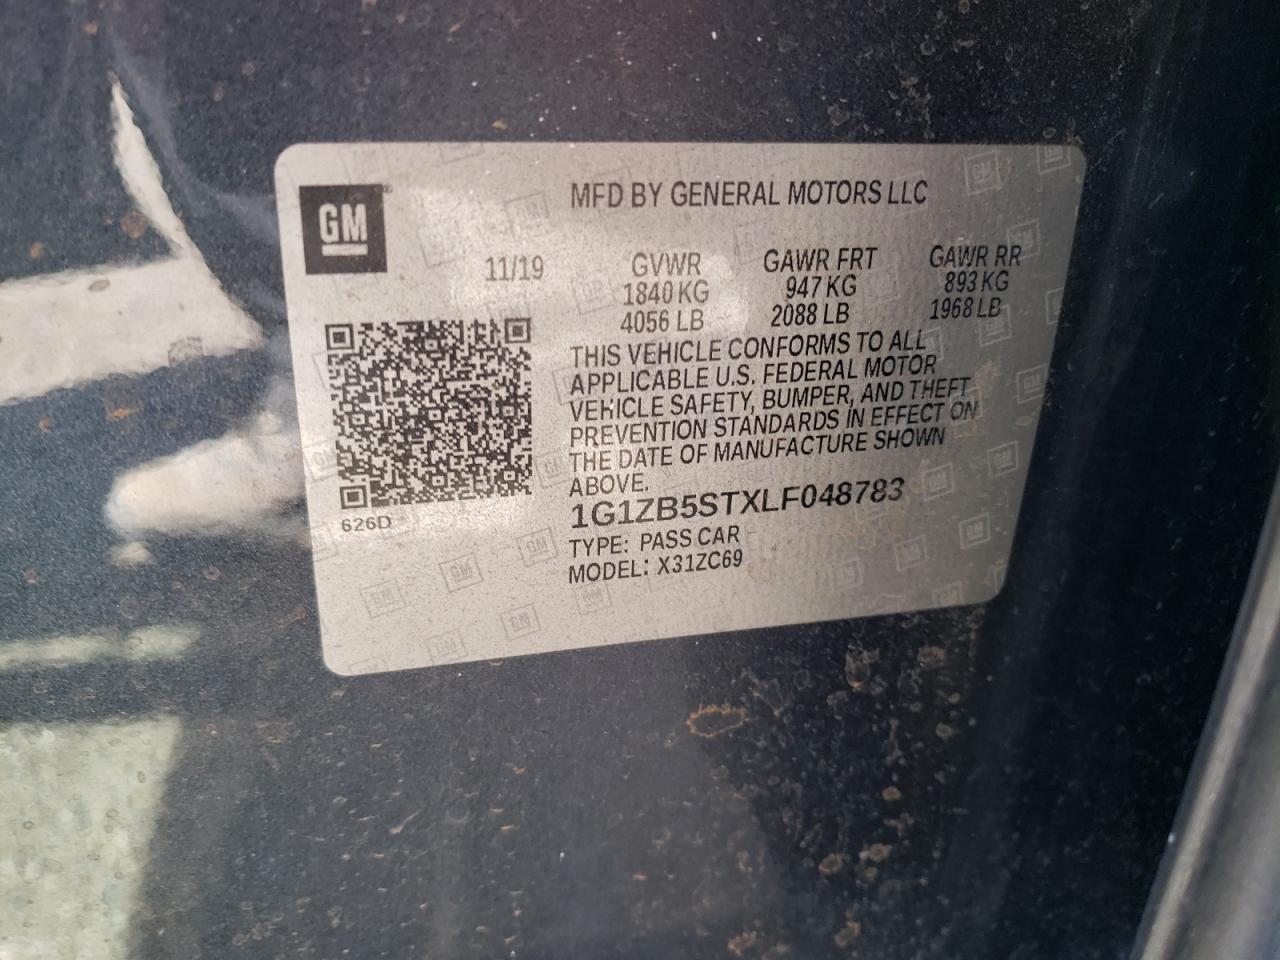 GM
MFD BY GENERAL MOTORS LLC
11/19
GVWR GAWR FRT GAWR RR
1840 KG 947 KG 893 KG
4056 LB 2088 LB 1968 LB
THIS VEHICLE CONFORMS TO ALL
APPLICABLE U.S. FEDERAL MOTOR
VEHICLE SAFETY, BUMPER, AND THEFT
PREVENTION STANDARDS IN EFFECT ON
THE DATE OF MANUFACTURE SHOWN
ABOVE.
1G1ZB5STXLF048783
TYPE: PASS CAR
MODEL: X31ZC69
626D